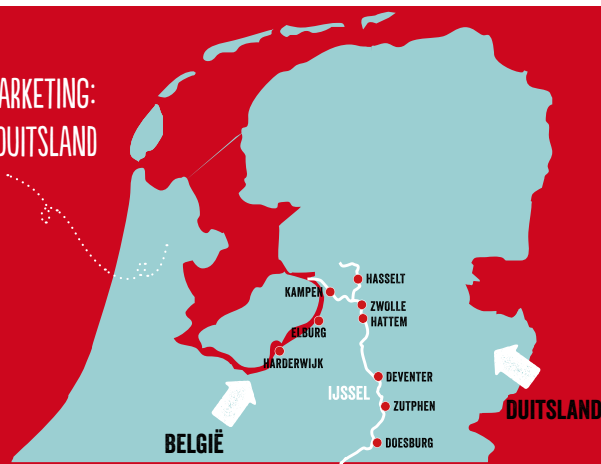 ARKETING:
DUITSLAND
HASSELT
KAMPEN
ZWOLLE
HATTEM
ELBURG
HARDERWIJK
DEVENTER
IJSSEL
ZUTPHEN
DUITSLAND
BELGIË
DOESBURG